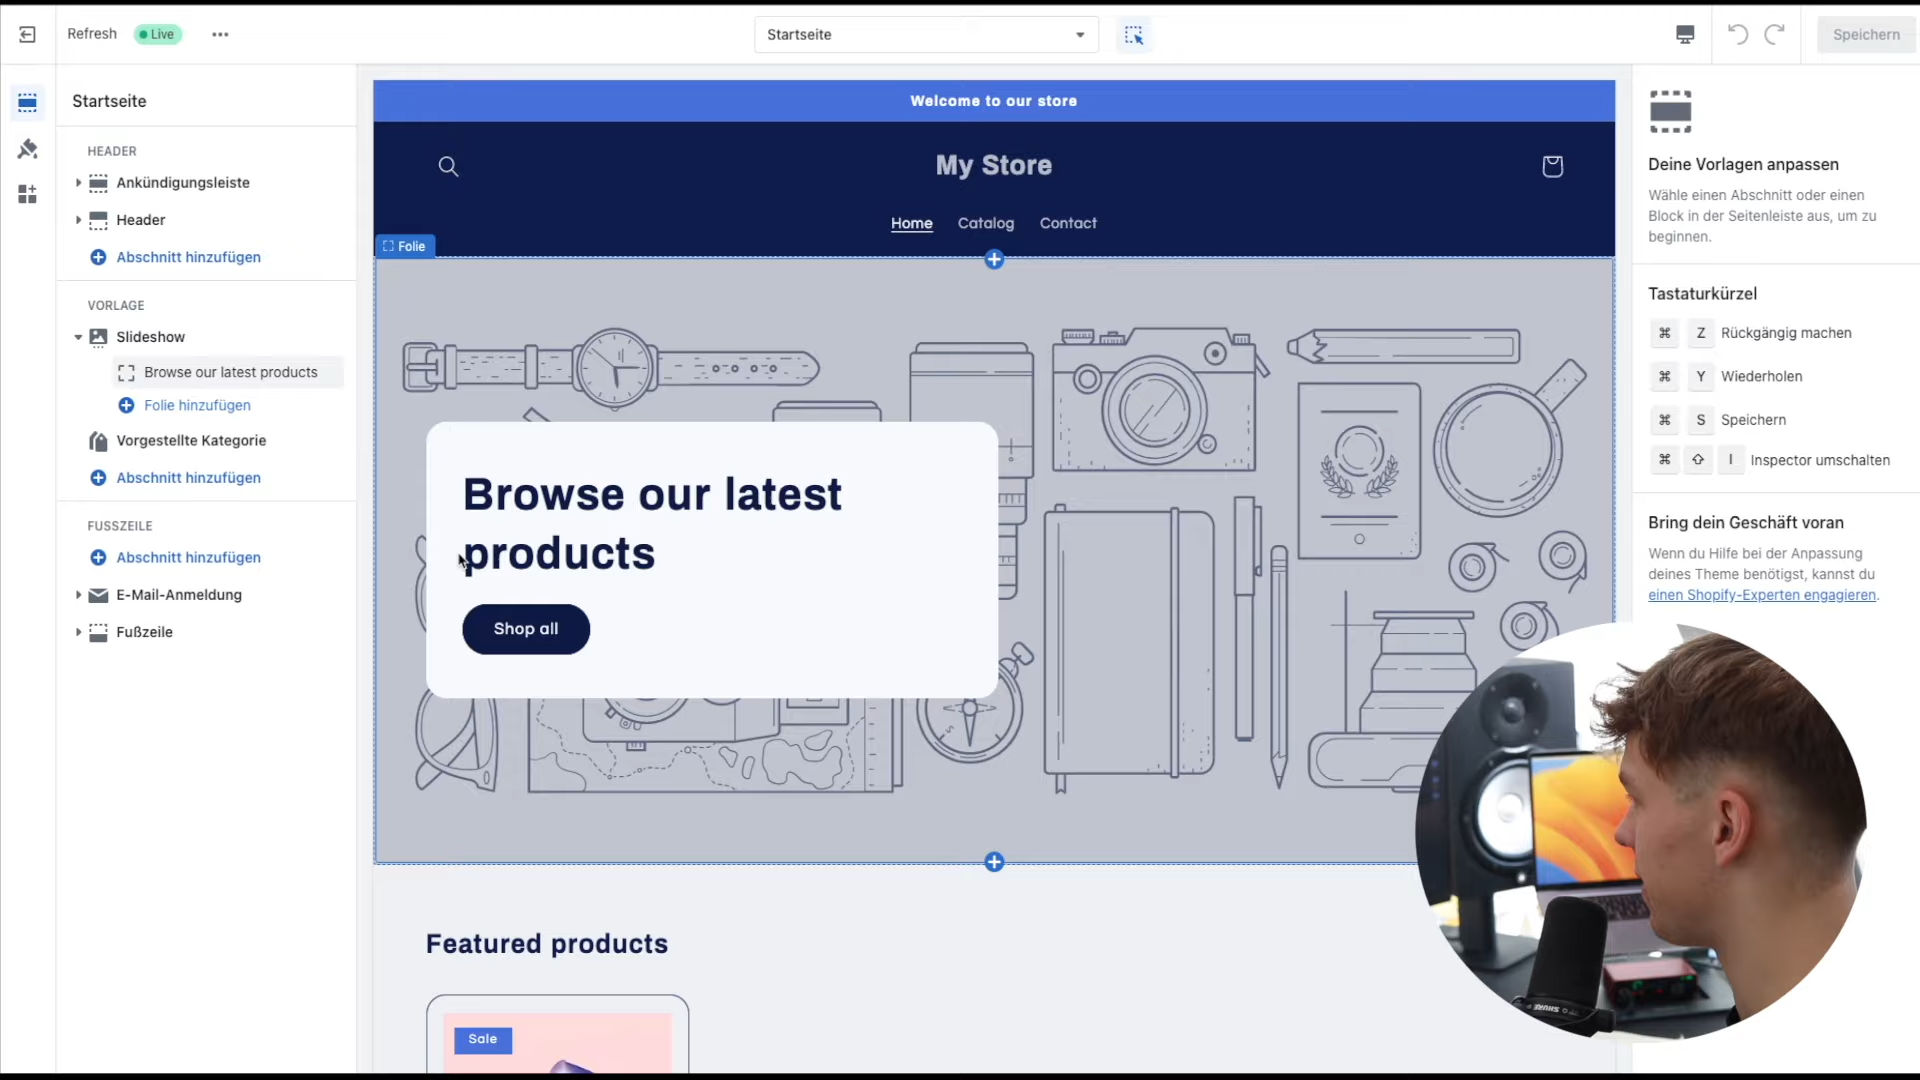 Refresh
Live
Startseite
Speichern
Startseite
HEADER
Ankündigungsleiste
Header
Abschnitt hinzufügen
VORLAGE
Slideshow
Browse our latest products
Folie hinzufügen
Vorgestellte Kategorie
Abschnitt hinzufügen
FUSSZEILE
Abschnitt hinzufügen
E-Mail-Anmeldung
Fußzeile
Welcome to our store
My Store
Home Catalog Contact
Folie
Browse our latest
products
Shop all
Featured products
Sale
Deine Vorlagen anpassen
Wähle einen Abschnitt oder einen
Block in der Seitenleiste aus, um zu
beginnen.
Tastaturkürzel
⌘ Z Rückgängig machen
⌘ Y Wiederholen
⌘ S Speichern
⌘ ⇧ I Inspector umschalten
Bring dein Geschäft voran
Wenn du Hilfe bei der Anpassung
deines Theme benötigst, kannst du
einen Shopify-Experten engagieren.
SHURE